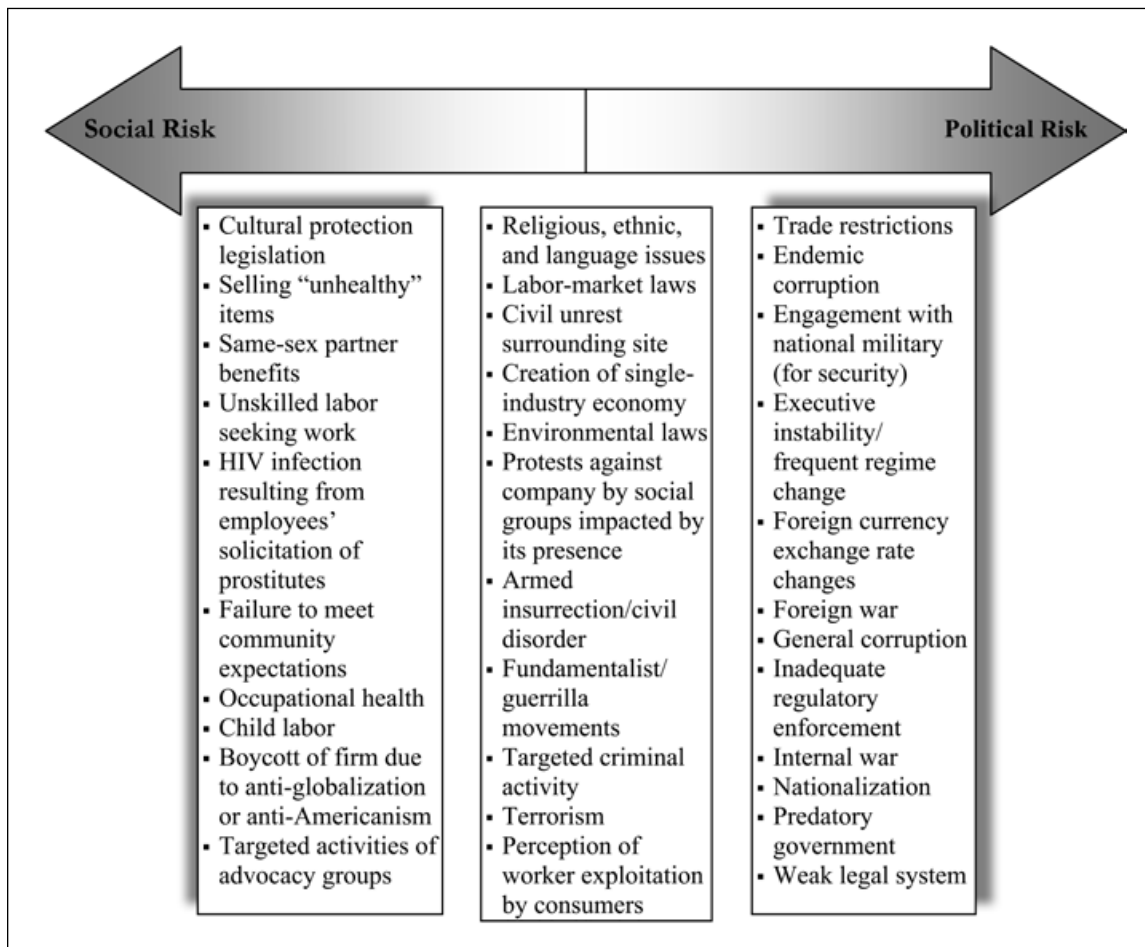 Social Risk
Political Risk
▪ Cultural protection
legislation
▪ Selling “unhealthy”
items
▪ Same-sex partner
benefits
▪ Unskilled labor
seeking work
▪ HIV infection
resulting from
employees’
solicitation of
prostitutes
▪ Failure to meet
community
expectations
▪ Occupational health
▪ Child labor
▪ Boycott of firm due
to anti-globalization
or anti-Americanism
▪ Targeted activities of
advocacy groups
▪ Religious, ethnic,
and language issues
▪ Labor-market laws
▪ Civil unrest
surrounding site
▪ Creation of single-
industry economy
▪ Environmental laws
▪ Protests against
company by social
groups impacted by
its presence
▪ Armed
insurrection/civil
disorder
▪ Fundamentalist/
guerrilla
movements
▪ Targeted criminal
activity
▪ Terrorism
▪ Perception of
worker exploitation
by consumers
▪ Trade restrictions
▪ Endemic
corruption
▪ Engagement with
national military
(for security)
▪ Executive
instability/
frequent regime
change
▪ Foreign currency
exchange rate
changes
▪ Foreign war
▪ General corruption
▪ Inadequate
regulatory
enforcement
▪ Internal war
▪ Nationalization
▪ Predatory
government
▪ Weak legal system